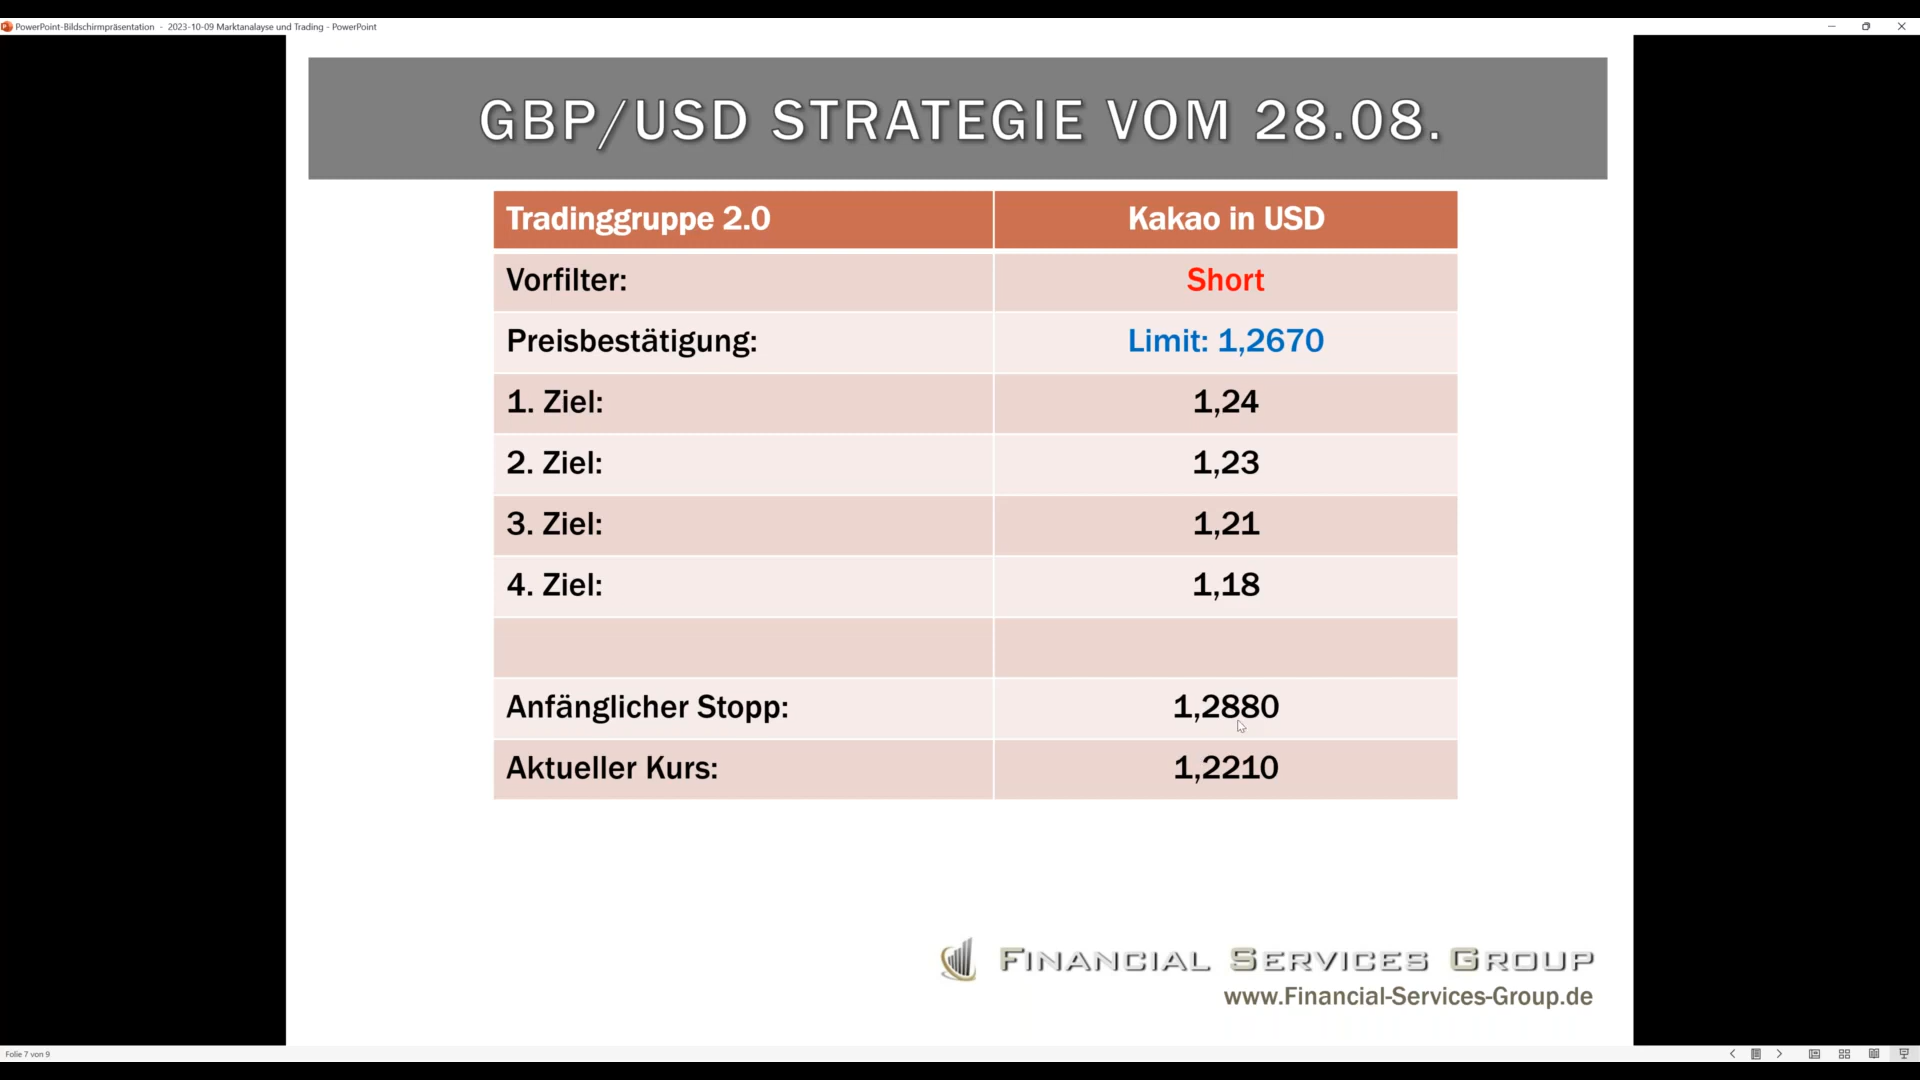 PowerPoint-Bildschirmpräsentation - 2023-10-09 Marktanalayse und Trading - PowerPoint
GBP/USD STRATEGIE VOM 28.08.
Tradinggruppe 2.0 Kakao in USD
Vorfilter: Short
Preisbestätigung: Limit: 1,2670
1. Ziel: 1,24
2. Ziel: 1,23
3. Ziel: 1,21
4. Ziel: 1,18
Anfänglicher Stopp: 1,2880
Aktueller Kurs: 1,2210
FINANCIAL SERVICES GROUP
www.Financial-Services-Group.de
Folie 7 von 9